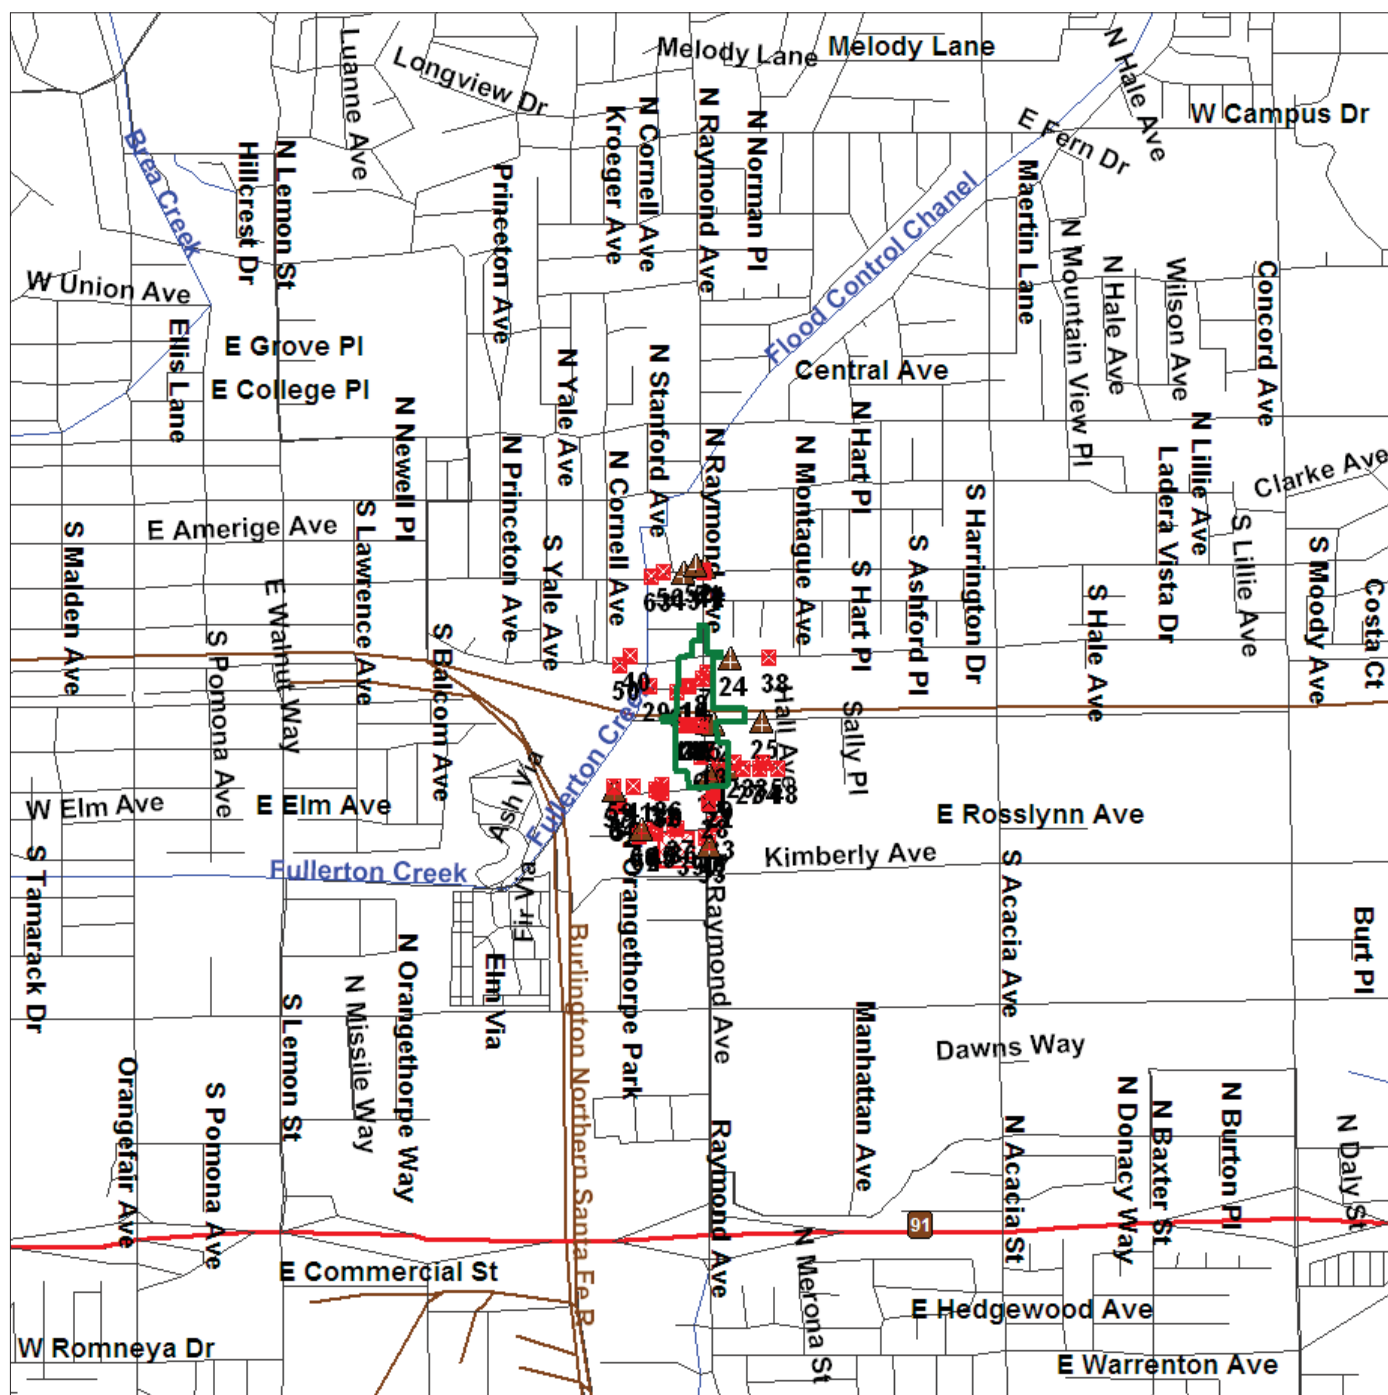 Melody Lane
Melody Lane
Luanne Ave
Longview Dr
N Hale Ave
W Campus Dr
E Fern Dr
Brea Creek
Hillcrest Dr
N Lemon St
Kroeger Ave
N Cornell Ave
N Raymond Ave
N Norman Pl
Princeton Ave
Flood Control Chanel
Maertin Lane
N Mountain View Pl
N Hale Ave
Wilson Ave
Concord Ave
W Union Ave
Ellis Lane
E Grove Pl
E College Pl
N Yale Ave
N Stanford Ave
Central Ave
N Newell Pl
N Princeton Ave
N Cornell Ave
N Raymond Ave
N Montague Ave
N Hart Pl
N Lillie Ave
Ladera Vista Dr
Clarke Ave
S Malden Ave
E Amerige Ave
S Lawrence Ave
S Yale Ave
S Hart Pl
S Ashford Pl
S Harrington Dr
S Hale Ave
S Lillie Ave
S Moody Ave
Costa Ct
E Walnut Way
S Pomona Ave
S Balcom Ave
40
50
24
38
29
25
Hall Ave
Sally Pl
W Elm Ave
E Elm Ave
Ash Via
Fullerton Creek
E Rosslynn Ave
Kimberly Ave
S Tamarack Dr
Fullerton Creek
Fir Via
Elm Via
Orangethorpe Park
Raymond Ave
S Acacia Ave
Burt Pl
Burlington Northern Santa Fe R
N Orangethorpe Way
N Missile Way
S Lemon St
Manhattan Ave
Dawns Way
Orangefair Ave
S Pomona Ave
Raymond Ave
N Acacia St
N Donacy Way
N Baxter St
N Burton Pl
N Daly St
91
E Commercial St
N Merona St
E Hedgewood Ave
W Romneya Dr
E Warrenton Ave